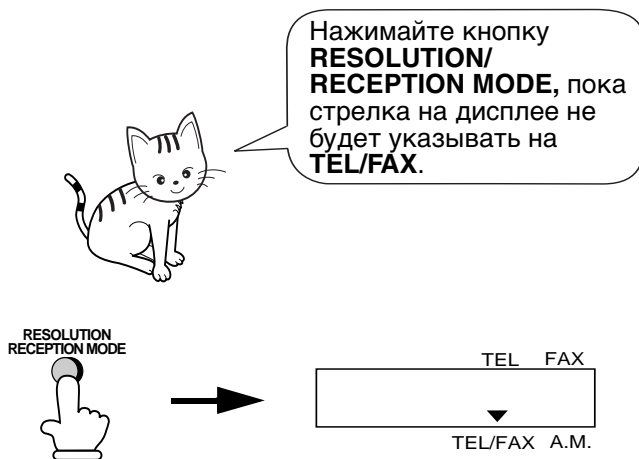 Нажимайте кнопку
RESOLUTION/
RECEPTION MODE, пока
стрелка на дисплее не
будет указывать на
TEL/FAX.
RESOLUTION
RECEPTION MODE
TEL FAX
TEL/FAX A.M.